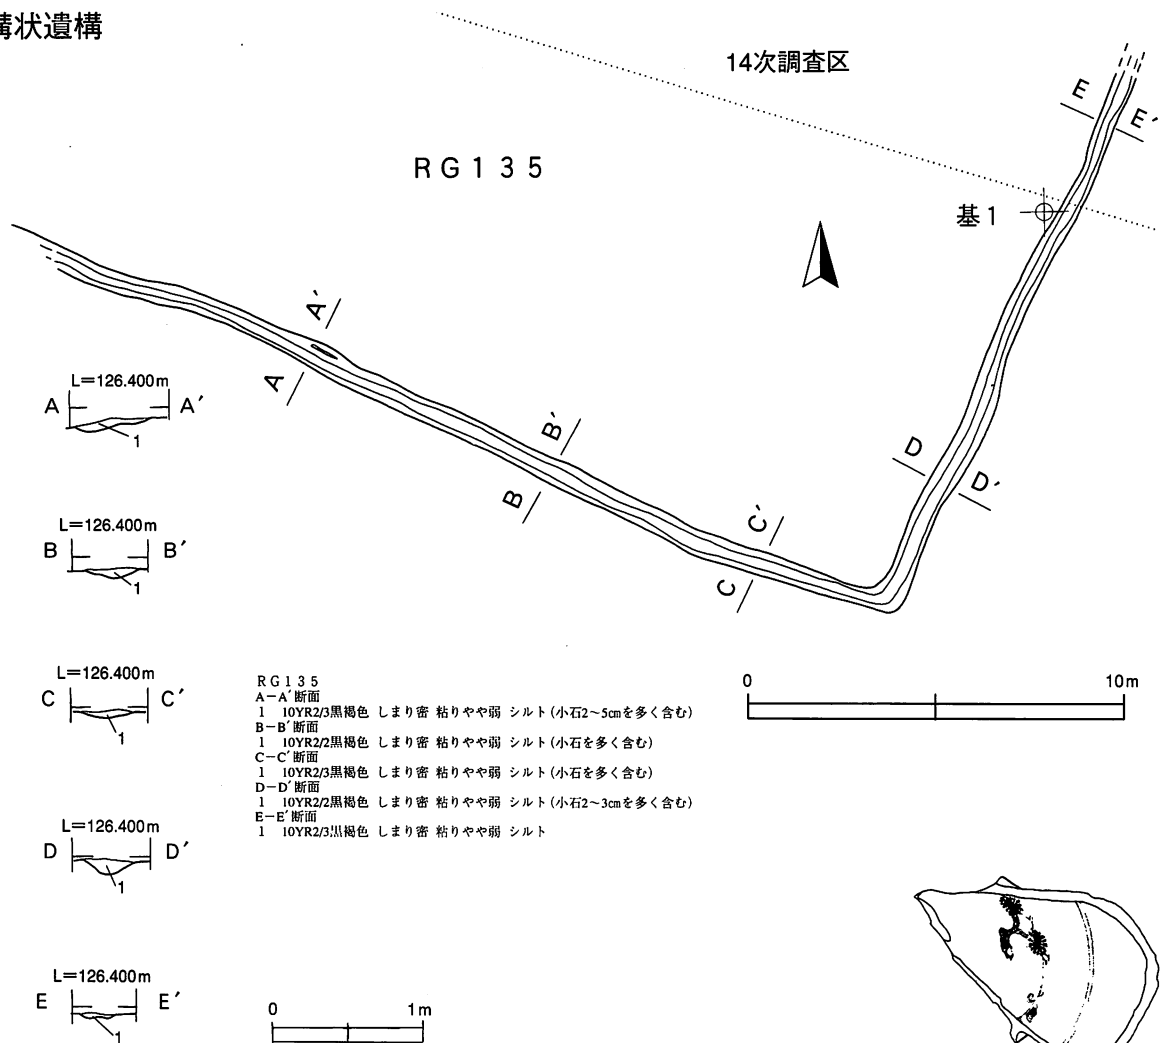 溝状遺構
14次調査区
RG135
E
E′
基1
A′
A
B′
B
C′
C
D
D′
L=126.400m
A A′
1
L=126.400m
B B′
1
L=126.400m
C C′
1
L=126.400m
D D′
1
L=126.400m
E E′
1
0 10m
RG135
A-A′断面
1 10YR2/3黒褐色 しまり密 粘りやや弱 シルト(小石2~5㎝を多く含む)
B-B′断面
1 10YR2/2黒褐色 しまり密 粘りやや弱 シルト(小石を多く含む)
C-C′断面
1 10YR2/3黒褐色 しまり密 粘りやや弱 シルト(小石を多く含む)
D-D′断面
1 10YR2/2黒褐色 しまり密 粘りやや弱 シルト(小石2~3㎝を多く含む)
E-E′断面
1 10YR2/3黒褐色 しまり密 粘りやや弱 シルト
0 1m